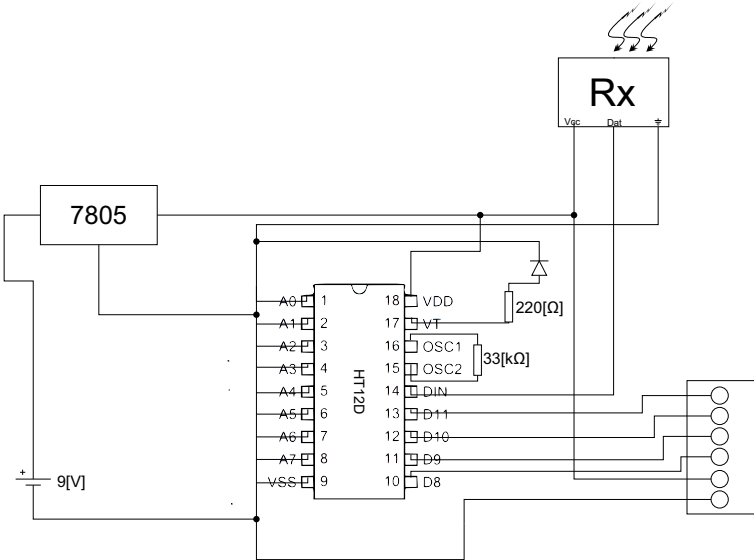 Rx
Vcc Dat
7805
220[Ω]
A0 1 18 VDD
A1 2 17 VT
A2 3 16 OSC1
33[kΩ]
A3 4 15 OSC2
A4 5 14 DIN
HT12D
A5 6 13 D11
A6 7 12 D10
A7 8 11 D9
VSS 9 10 D8
+
9[V]